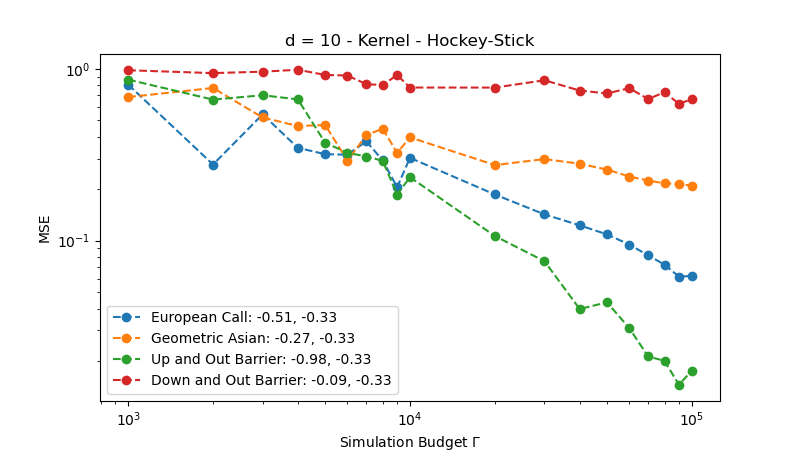 d = 10 - Kernel - Hockey-Stick
MSE
10⁰
10⁻¹
European Call: -0.51, -0.33
Geometric Asian: -0.27, -0.33
Up and Out Barrier: -0.98, -0.33
Down and Out Barrier: -0.09, -0.33
10³
10⁴
10⁵
Simulation Budget Γ